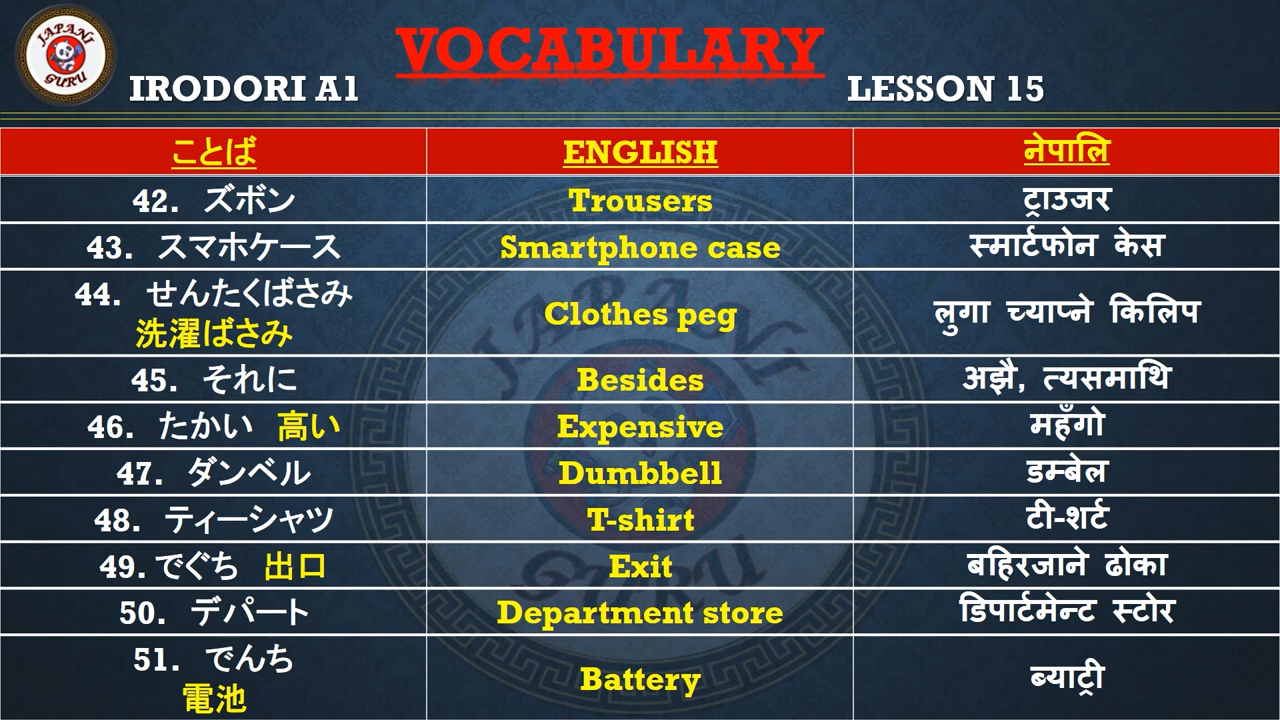 JAPANI
GURU
VOCABULARY
IRODORI A1
LESSON 15
ことば ENGLISH नेपालि
42. ズボン Trousers ट्राउजर
43. スマホケース Smartphone case स्मार्टफोन केस
44. せんたくばさみ
洗濯ばさみ Clothes peg लुगा च्याप्ने किलिप
45. それに Besides अझै, त्यसमाथि
46. たかい 高い Expensive महँगो
47. ダンベル Dumbbell डम्बेल
48. ティーシャツ T-shirt टी-शर्ट
49. でぐち 出口 Exit बहिरजाने ढोका
50. デパート Department store डिपार्टमेन्ट स्टोर
51. でんち
電池 Battery ब्याट्री
JAPANI
GURU